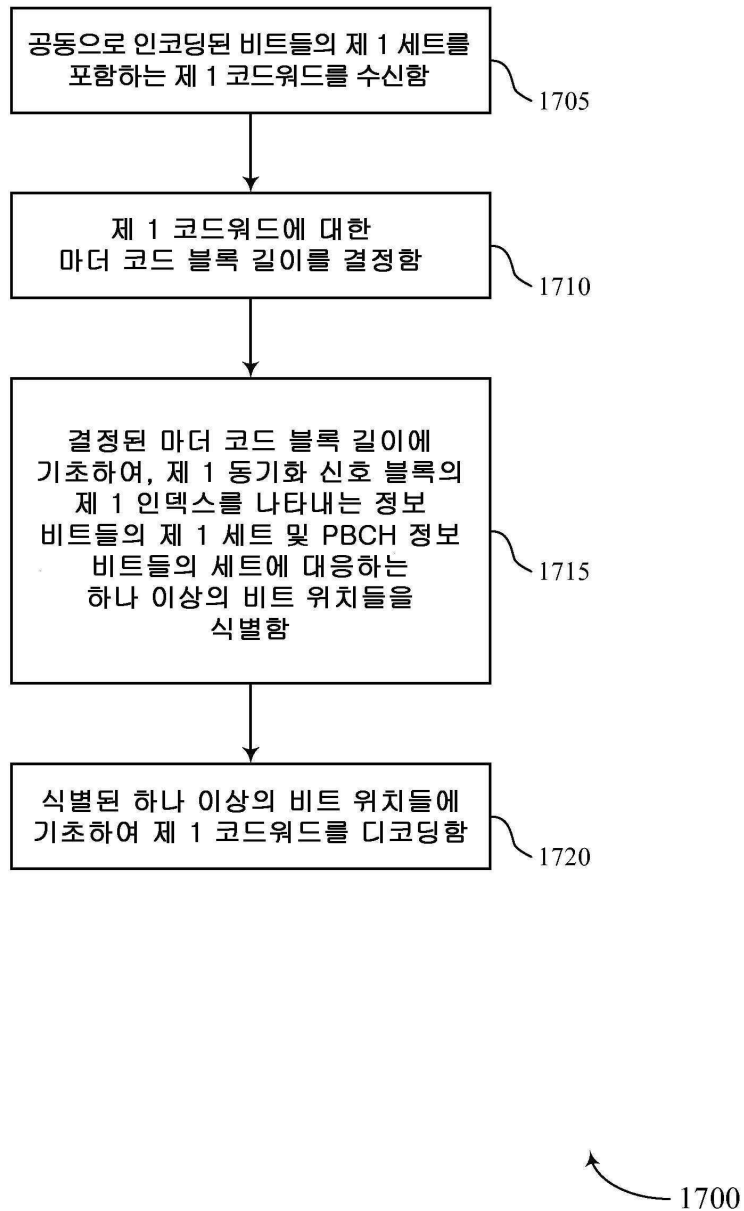 공동으로 인코딩된 비트들의 제 1 세트를
포함하는 제 1 코드워드를 수신함
1705
제 1 코드워드에 대한
마더 코드 블록 길이를 결정함
1710
결정된 마더 코드 블록 길이에
기초하여, 제 1 동기화 신호 블록의
제 1 인덱스를 나타내는 정보
비트들의 제 1 세트 및 PBCH 정보
비트들의 세트에 대응하는
하나 이상의 비트 위치들을
식별함
1715
식별된 하나 이상의 비트 위치들에
기초하여 제 1 코드워드를 디코딩함
1720
1700